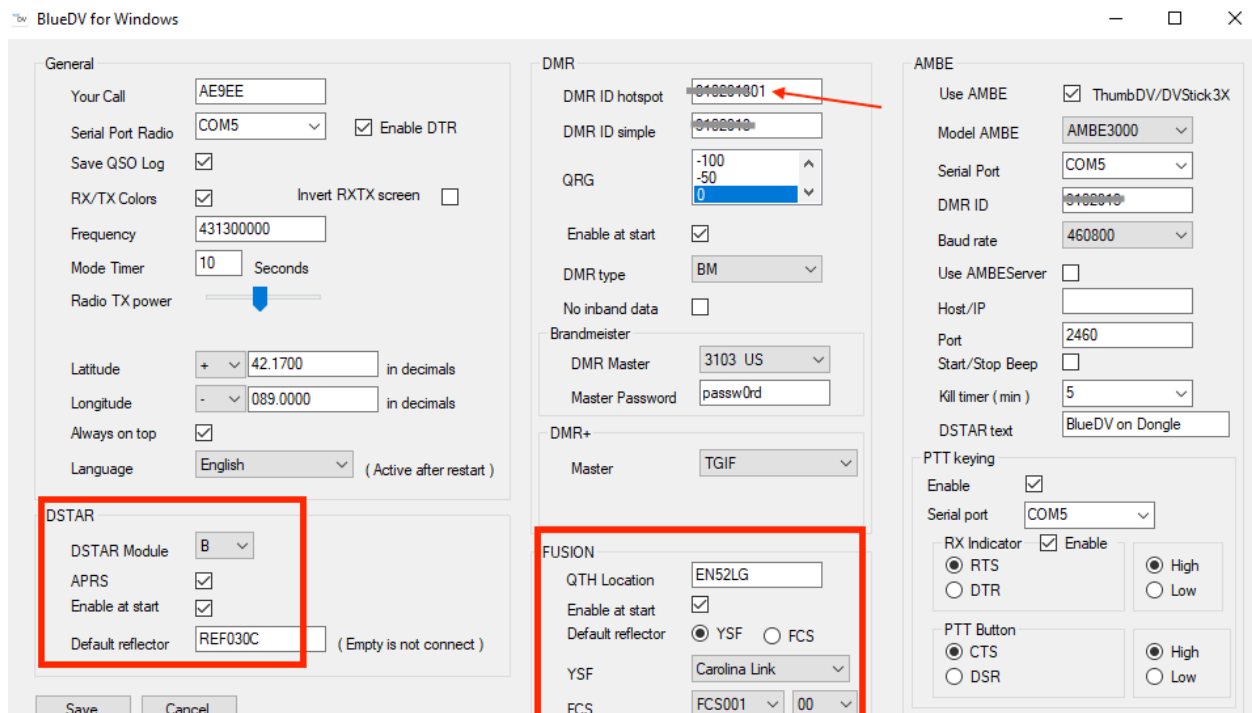 BlueDV for Windows
General
Your Call AE9EE
Serial Port Radio COM5 Enable DTR
Save QSO Log
RX/TX Colors Invert RXTX screen
Frequency 431300000
Mode Timer 10 Seconds
Radio TX power
Latitude + 42.1700 in decimals
Longitude - 089.0000 in decimals
Always on top
Language English ( Active after restart )
DSTAR
DSTAR Module B
APRS
Enable at start
Default reflector REF030C ( Empty is not connect )
Save Cancel
DMR
DMR ID hotspot 01
DMR ID simple
QRG -100
-50
0
Enable at start
DMR type BM
No inband data
Brandmeister
DMR Master 3103 US
Master Password passw0rd
DMR+
Master TGIF
FUSION
QTH Location EN52LG
Enable at start
Default reflector YSF FCS
YSF Carolina Link
FCS FCS001 00
AMBE
Use AMBE ThumbDV/DVStick3X
Model AMBE AMBE3000
Serial Port COM5
DMR ID
Baud rate 460800
Use AMBEServer
Host/IP
Port 2460
Start/Stop Beep
Kill timer ( min ) 5
DSTAR text BlueDV on Dongle
PTT keying
Enable
Serial port COM5
RX Indicator Enable
RTS High
DTR Low
PTT Button
CTS High
DSR Low